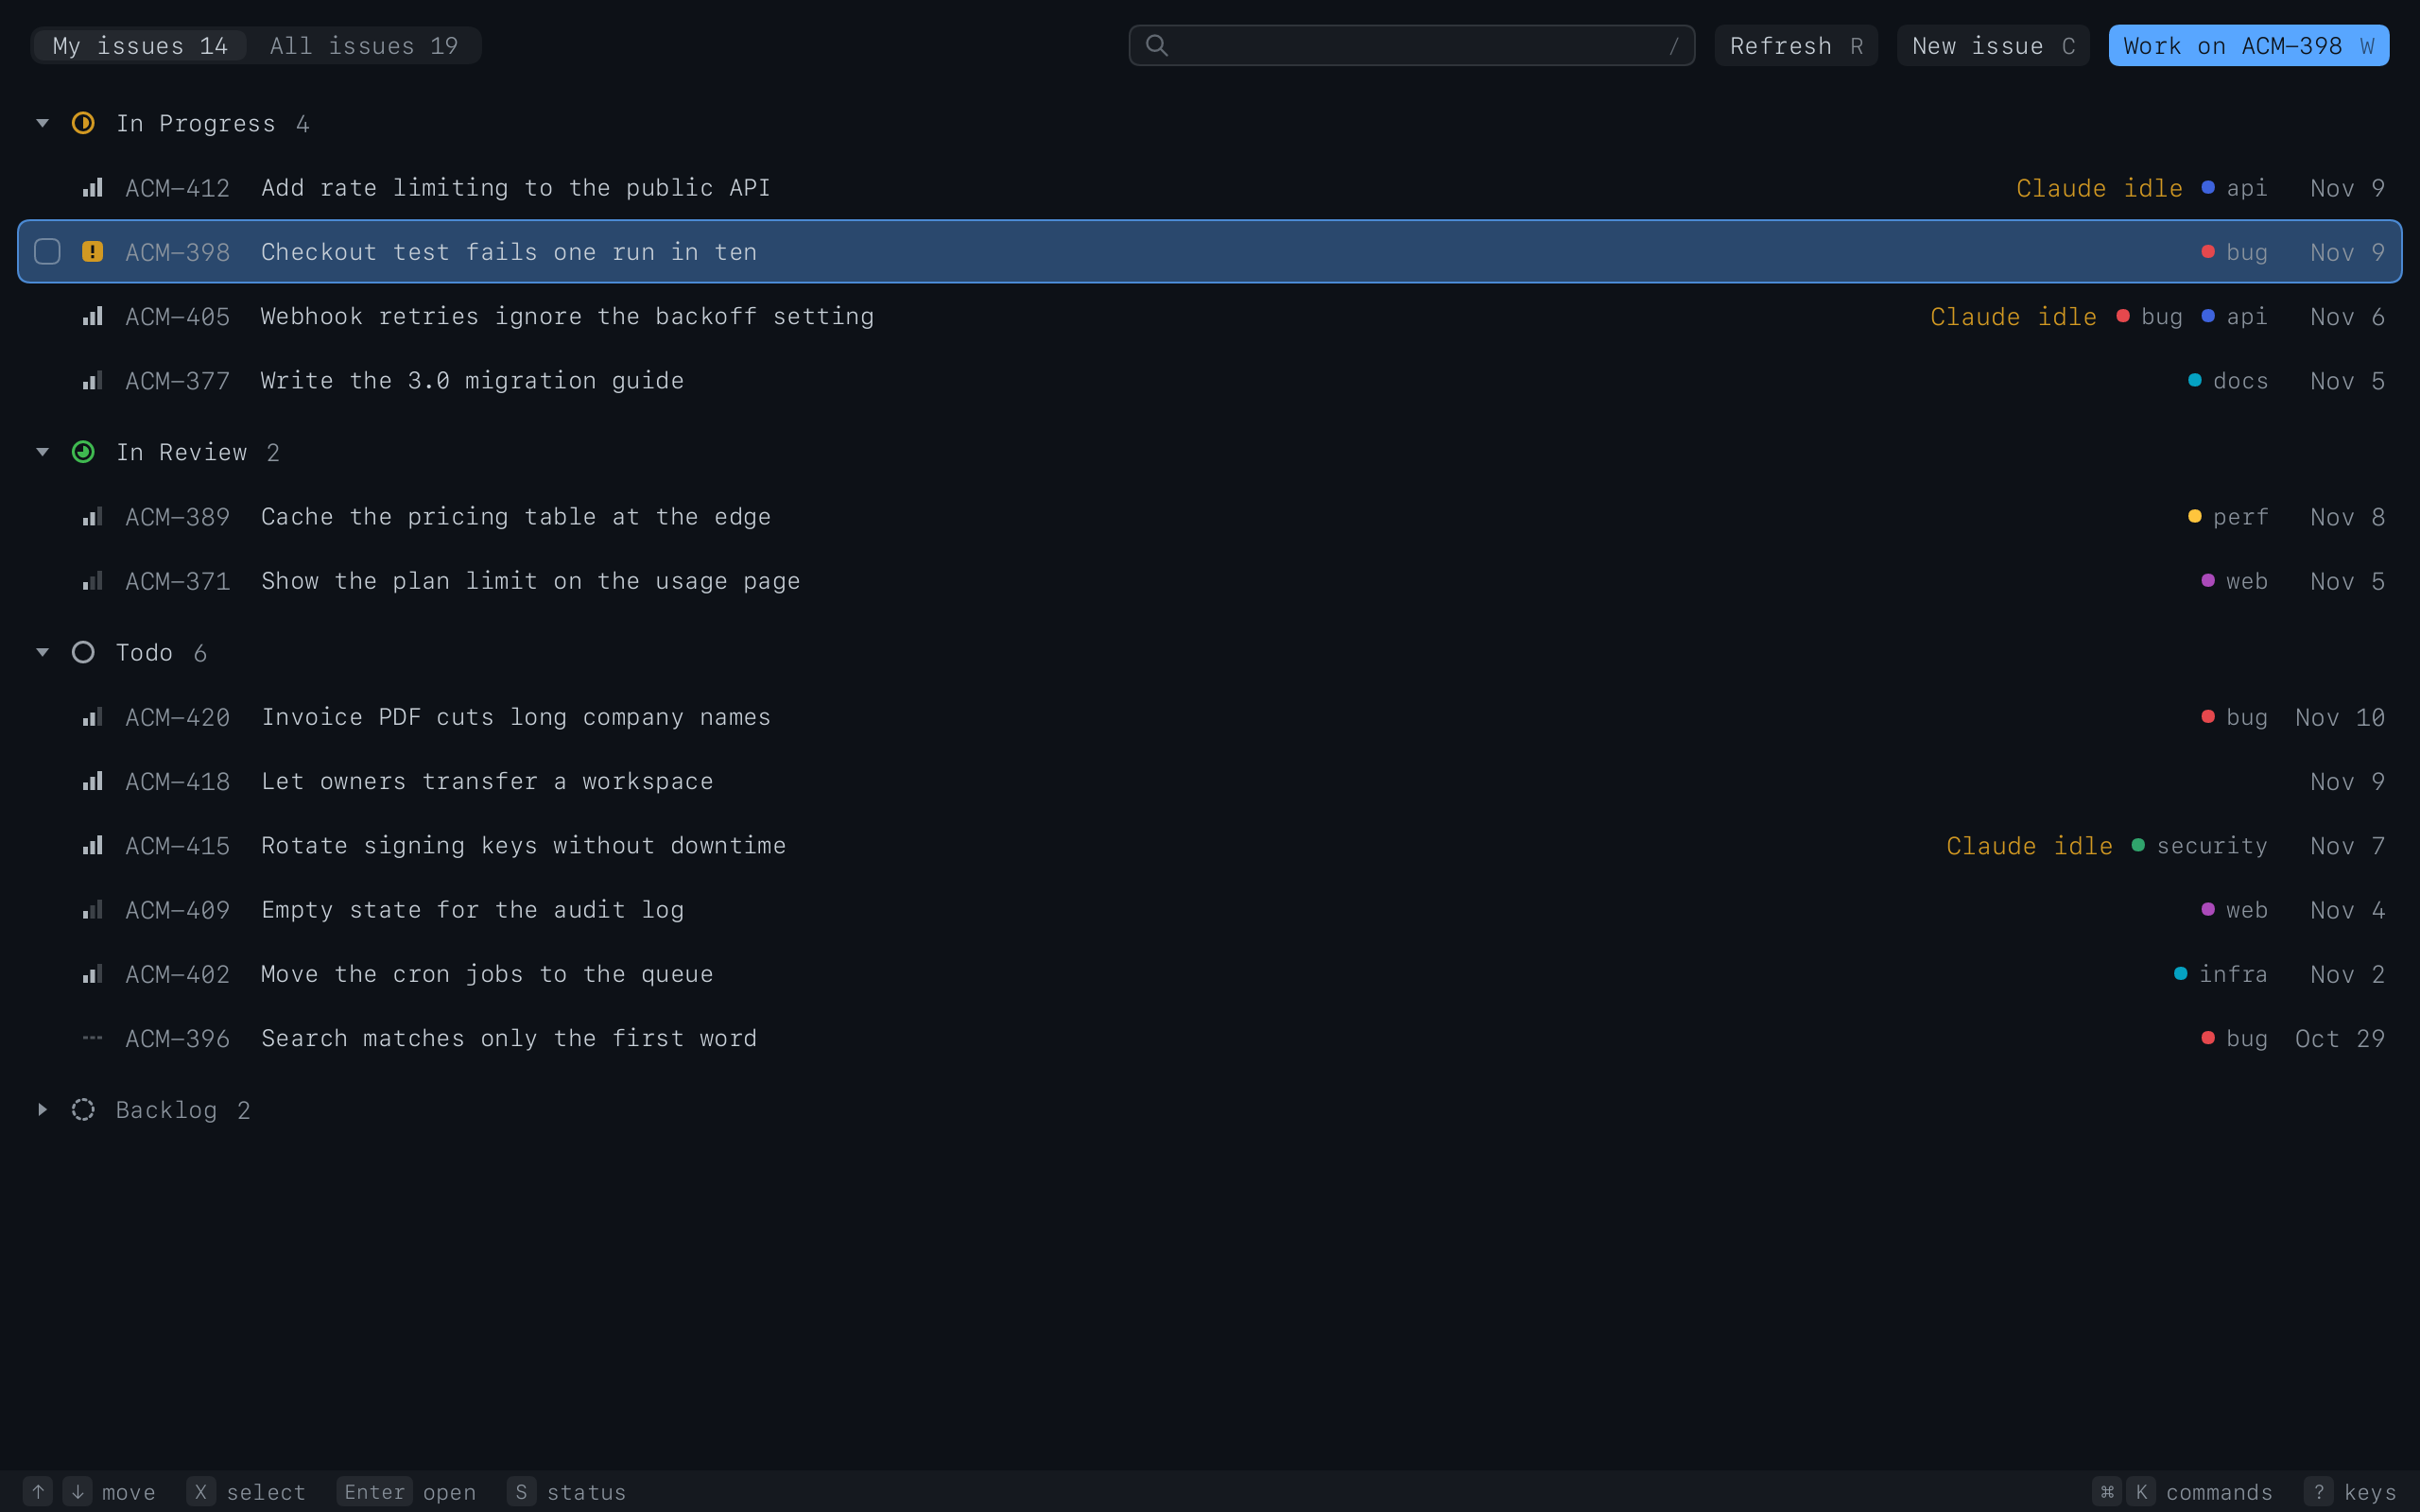 My issues 14 All issues 19 / Refresh R New issue C Work on ACM-398 W
In Progress 4
ACM-412 Add rate limiting to the public API Claude idle api Nov 9
ACM-398 Checkout test fails one run in ten bug Nov 9
ACM-405 Webhook retries ignore the backoff setting Claude idle bug api Nov 6
ACM-377 Write the 3.0 migration guide docs Nov 5
In Review 2
ACM-389 Cache the pricing table at the edge perf Nov 8
ACM-371 Show the plan limit on the usage page web Nov 5
Todo 6
ACM-420 Invoice PDF cuts long company names bug Nov 10
ACM-418 Let owners transfer a workspace Nov 9
ACM-415 Rotate signing keys without downtime Claude idle security Nov 7
ACM-409 Empty state for the audit log web Nov 4
ACM-402 Move the cron jobs to the queue infra Nov 2
ACM-396 Search matches only the first word bug Oct 29
Backlog 2
↑ ↓ move X select Enter open S status ⌘ K commands ? keys